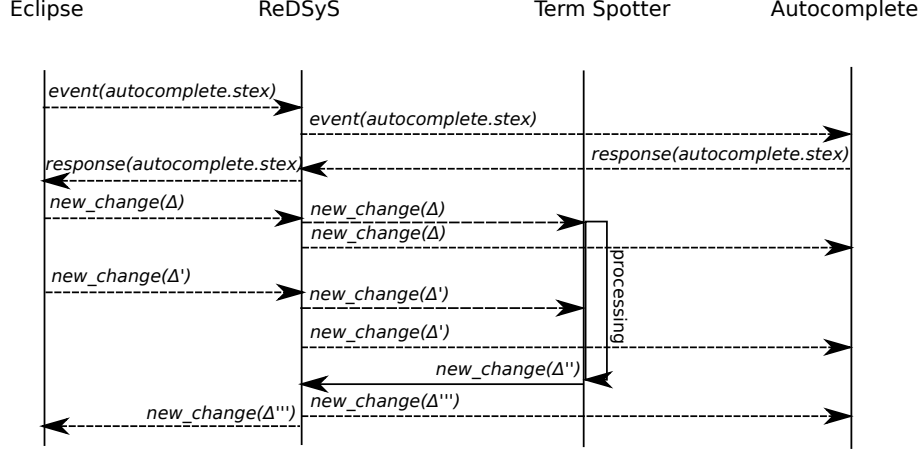 Eclipse ReDSyS Term Spotter Autocomplete
event(autocomplete.stex)
event(autocomplete.stex)
response(autocomplete.stex)
response(autocomplete.stex)
new_change(Δ)
new_change(Δ)
new_change(Δ)
processing
new_change(Δ')
new_change(Δ')
new_change(Δ')
new_change(Δ'')
new_change(Δ''')
new_change(Δ''')